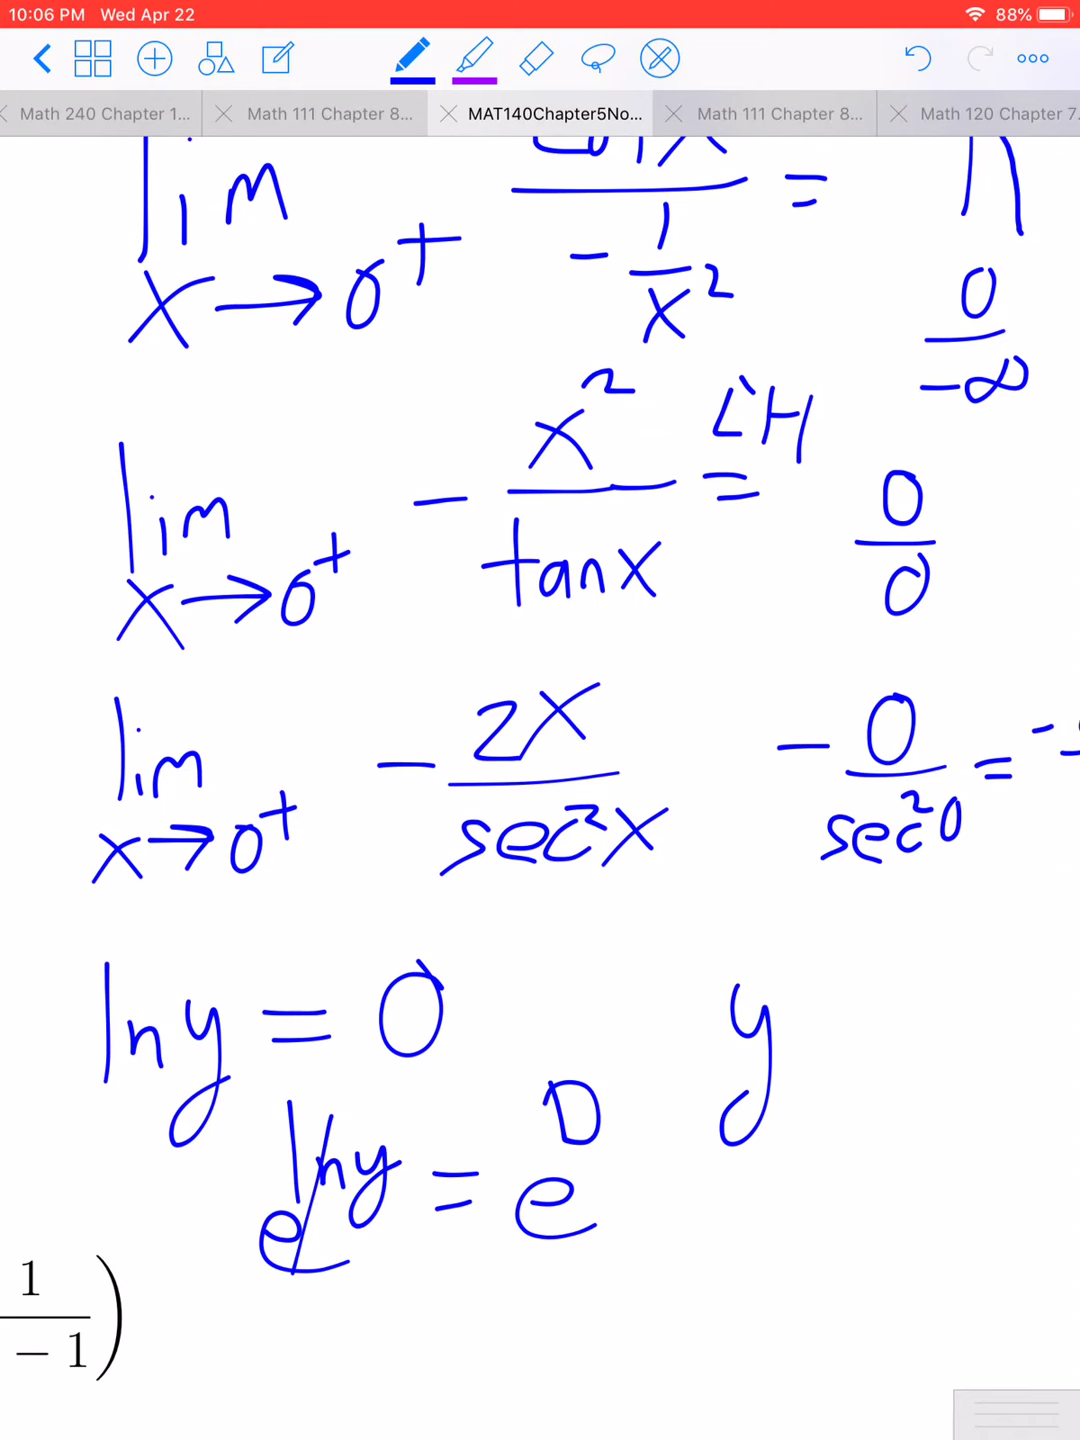 10:06 PM Wed Apr 22 88%
Math 240 Chapter 1... Math 111 Chapter 8... MAT140Chapter5No... Math 111 Chapter 8... Math 120 Chapter 7.
lim x→0⁺ / -1/x² =
0/-∞
lim x→0⁺ - x²/tanx L'H = 0/0
lim x→0⁺ - 2x/sec²x - 0/sec²0 = -
ln y = 0 y
e^ln y = e^0
1/-1)